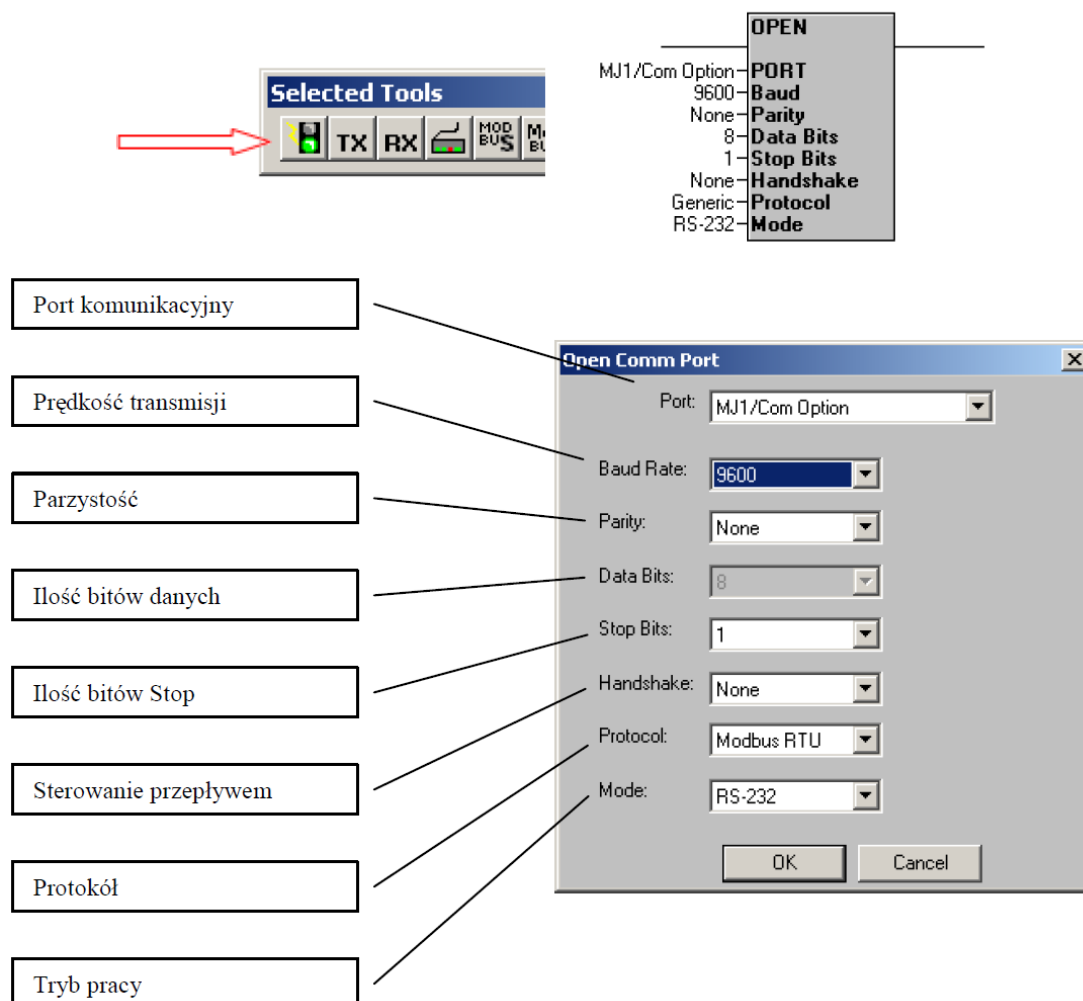 OPEN
MJ1/Com Option PORT
9600 Baud
None Parity
8 Data Bits
1 Stop Bits
None Handshake
Generic Protocol
RS-232 Mode
Selected Tools
TX RX MOD BUS
Port komunikacyjny
Prędkość transmisji
Parzystość
Ilość bitów danych
Ilość bitów Stop
Sterowanie przepływem
Protokół
Tryb pracy
Open Comm Port
Port: MJ1/Com Option
Baud Rate: 9600
Parity: None
Data Bits: 8
Stop Bits: 1
Handshake: None
Protocol: Modbus RTU
Mode: RS-232
OK Cancel